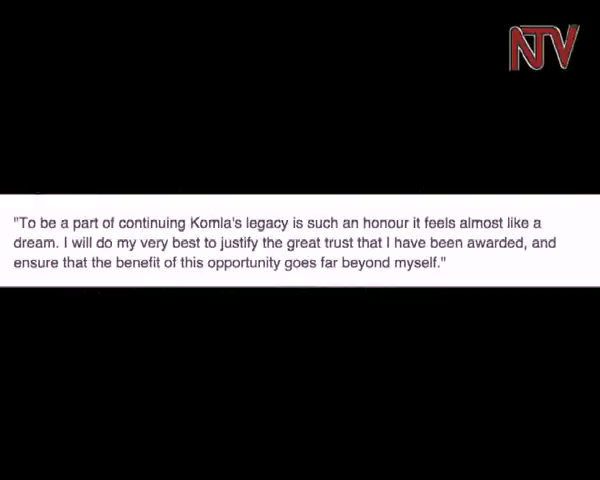 NTV
"To be a part of continuing Komla's legacy is such an honour it feels almost like a
dream. I will do my very best to justify the great trust that I have been awarded, and
ensure that the benefit of this opportunity goes far beyond myself."